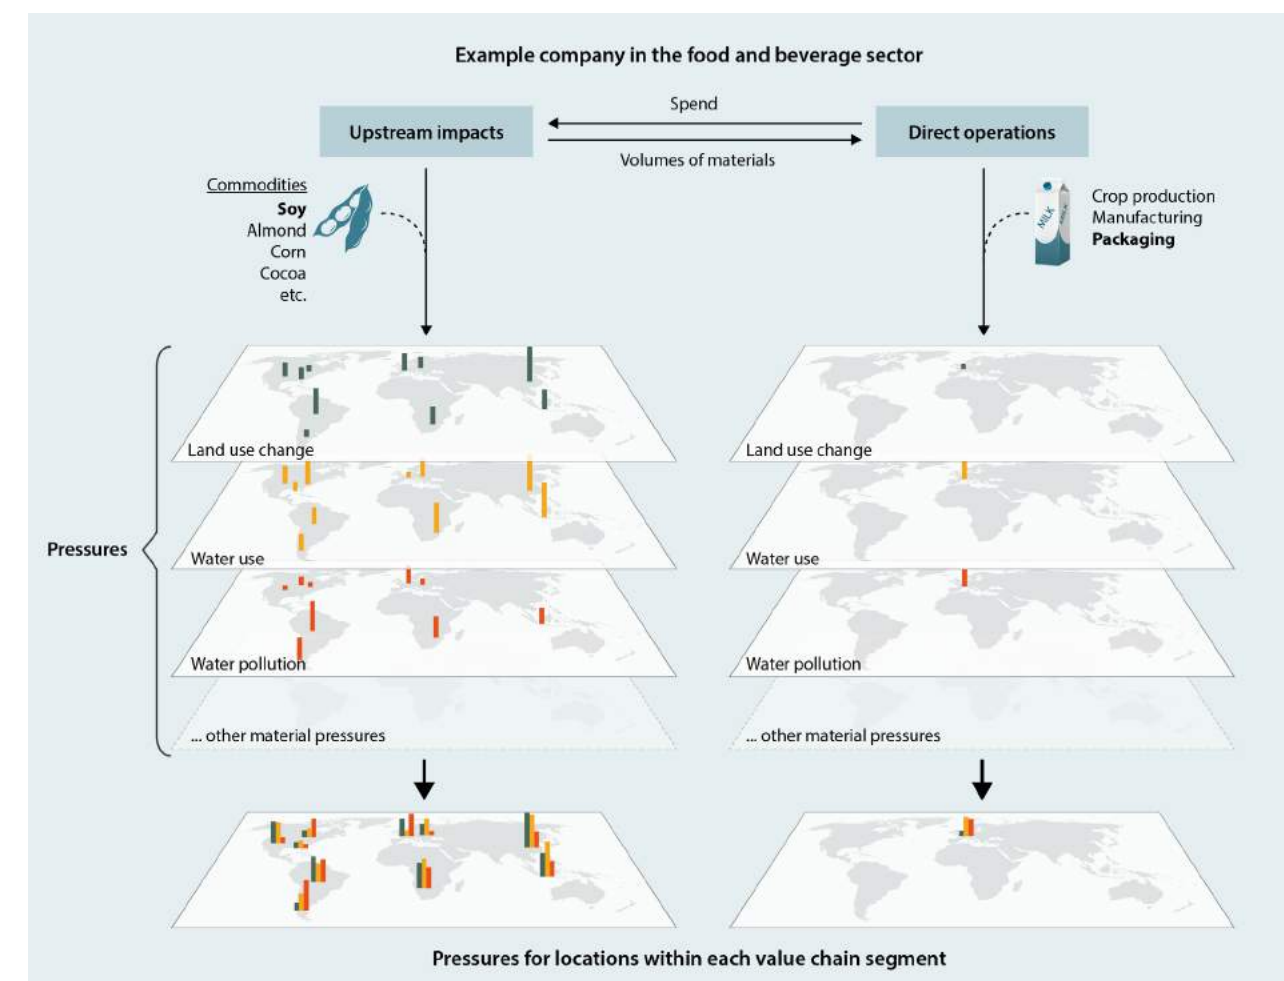 Example company in the food and beverage sector
Spend
Upstream impacts
Direct operations
Volumes of materials
Commodities
Soy
Almond
Corn
Cocoa
etc.
MILK
Crop production
Manufacturing
Packaging
Pressures
Land use change
Water use
Water pollution
... other material pressures
Land use change
Water use
Water pollution
... other material pressures
Pressures for locations within each value chain segment